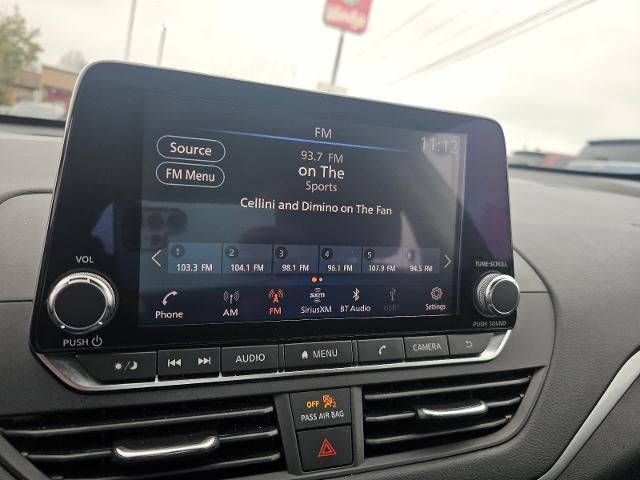 FM
11:12
Source
93.7 FM
on The
FM Menu
Sports
Cellini and Dimino on The Fan
1 2 3 4 5
103.3 FM 104.1 FM 98.1 FM 96.1 FM 107.9 FM 94.5 FM
Phone AM FM SXM SiriusXM BT Audio USB1 Settings
VOL
PUSH
TUNE·SCROLL
PUSH SOUND
AUDIO MENU CAMERA
OFF 2
PASS AIR BAG